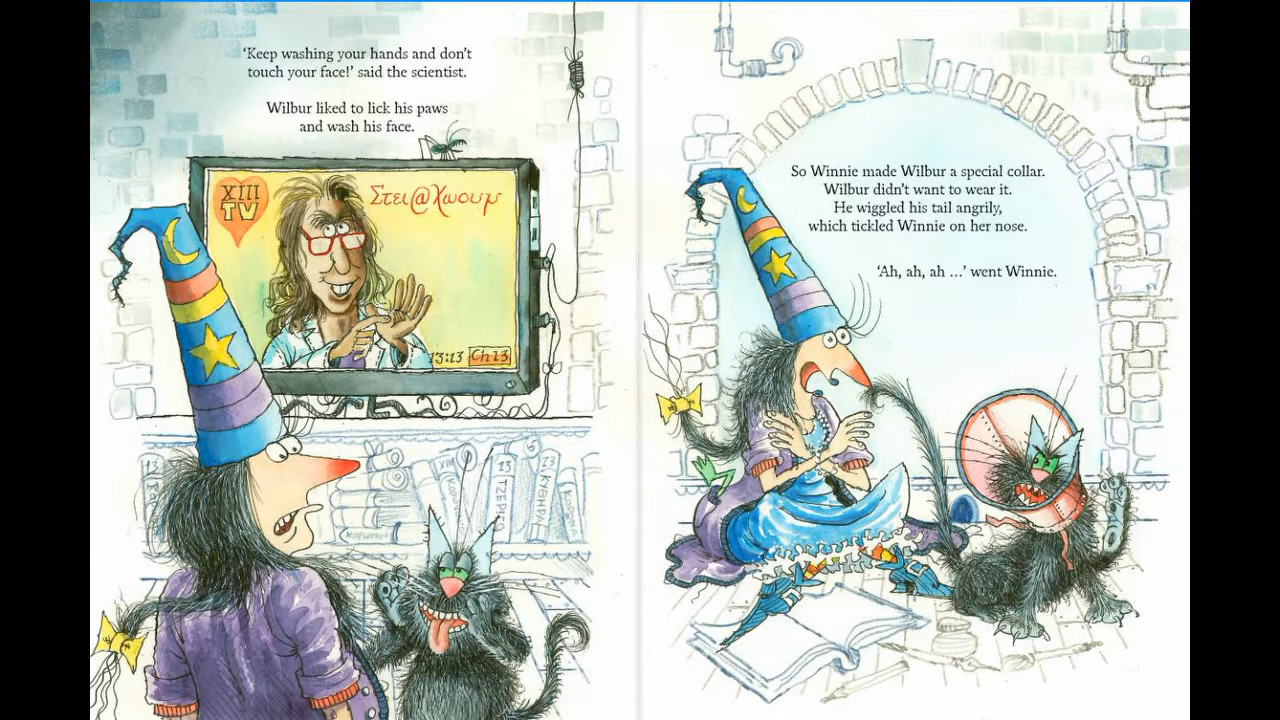 ‘Keep washing your hands and don’t
touch your face!’ said the scientist.
Wilbur liked to lick his paws
and wash his face.
XIII
TV
Στει@Χωουμ
13:13 Ch13
So Winnie made Wilbur a special collar.
Wilbur didn’t want to wear it.
He wiggled his tail angrily,
which tickled Winnie on her nose.
‘Ah, ah, ah …’ went Winnie.